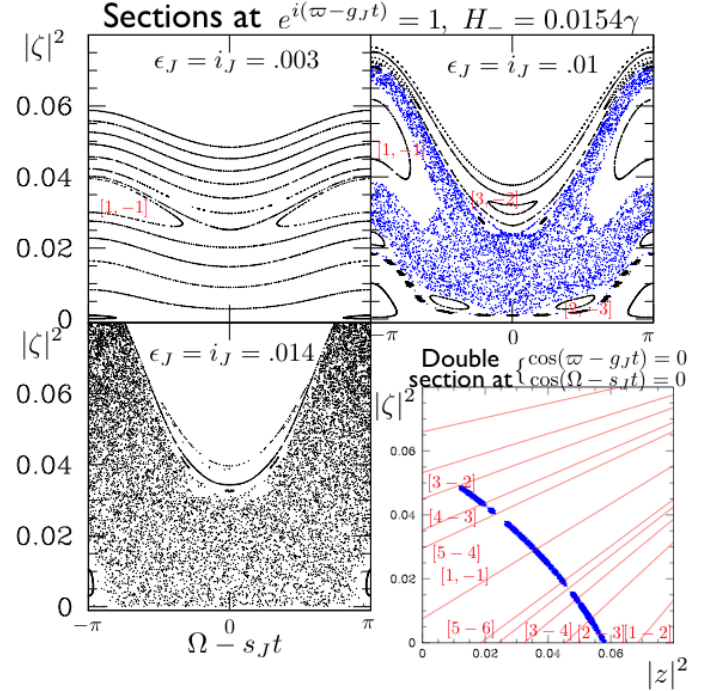 Sections at e^{i(ϖ−g_J t)} = 1, H_− = 0.0154γ
|ζ|²
ϵ_J = i_J = .003
ϵ_J = i_J = .01
0.06
0.04
0.02
0
[1,−1]
[1,−1]
[3,−2]
[2,−3]
−π
0
π
|ζ|²
ϵ_J = i_J = .014
0.06
0.04
0.02
0
−π
0
π
Ω − s_J t
Double section at { cos(ϖ − g_J t) = 0
cos(Ω − s_J t) = 0
|ζ|²
0.06
0.04
0.02
0
[3−2]
[4−3]
[5−4]
[1,−1]
[5−6]
[3−4]
[2−3]
[1−2]
0
0.02
0.04
0.06
|z|²